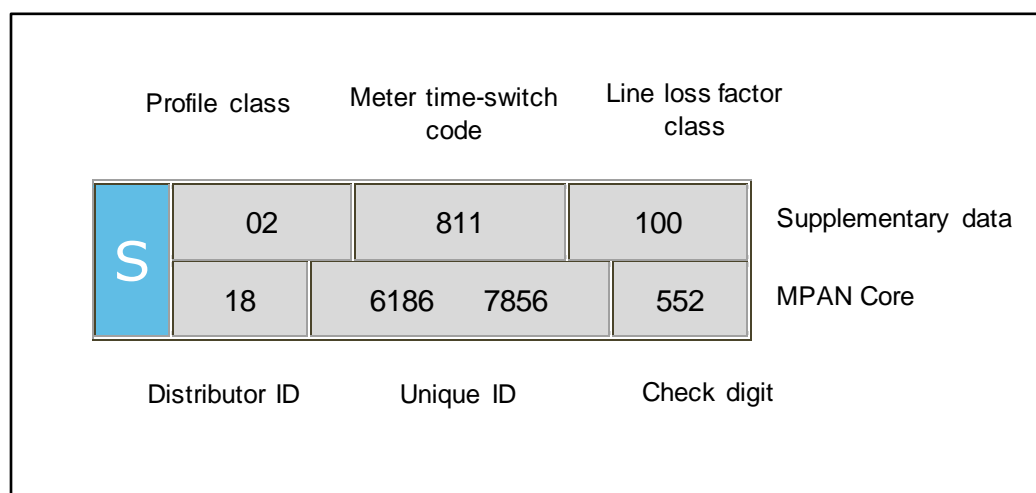 Profile class
Meter time-switch
code
Line loss factor
class
S
02
811
100
Supplementary data
18
6186 7856
552
MPAN Core
Distributor ID
Unique ID
Check digit